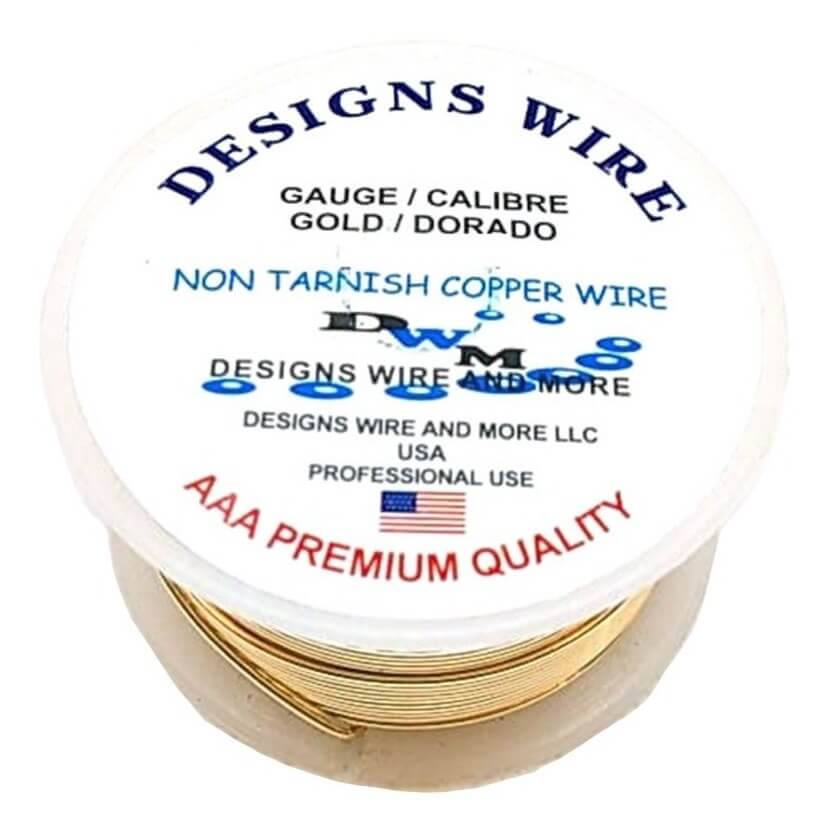 DESIGNS WIRE
GAUGE / CALIBRE
GOLD / DORADO
NON TARÑISH COPPER WIRE
DWM
DESIGNS WIRE AND MORE
DESIGNS WIRE AND MORE LLC
USA
PROFESSIONAL USE
AAA PREMIUM QUALITY